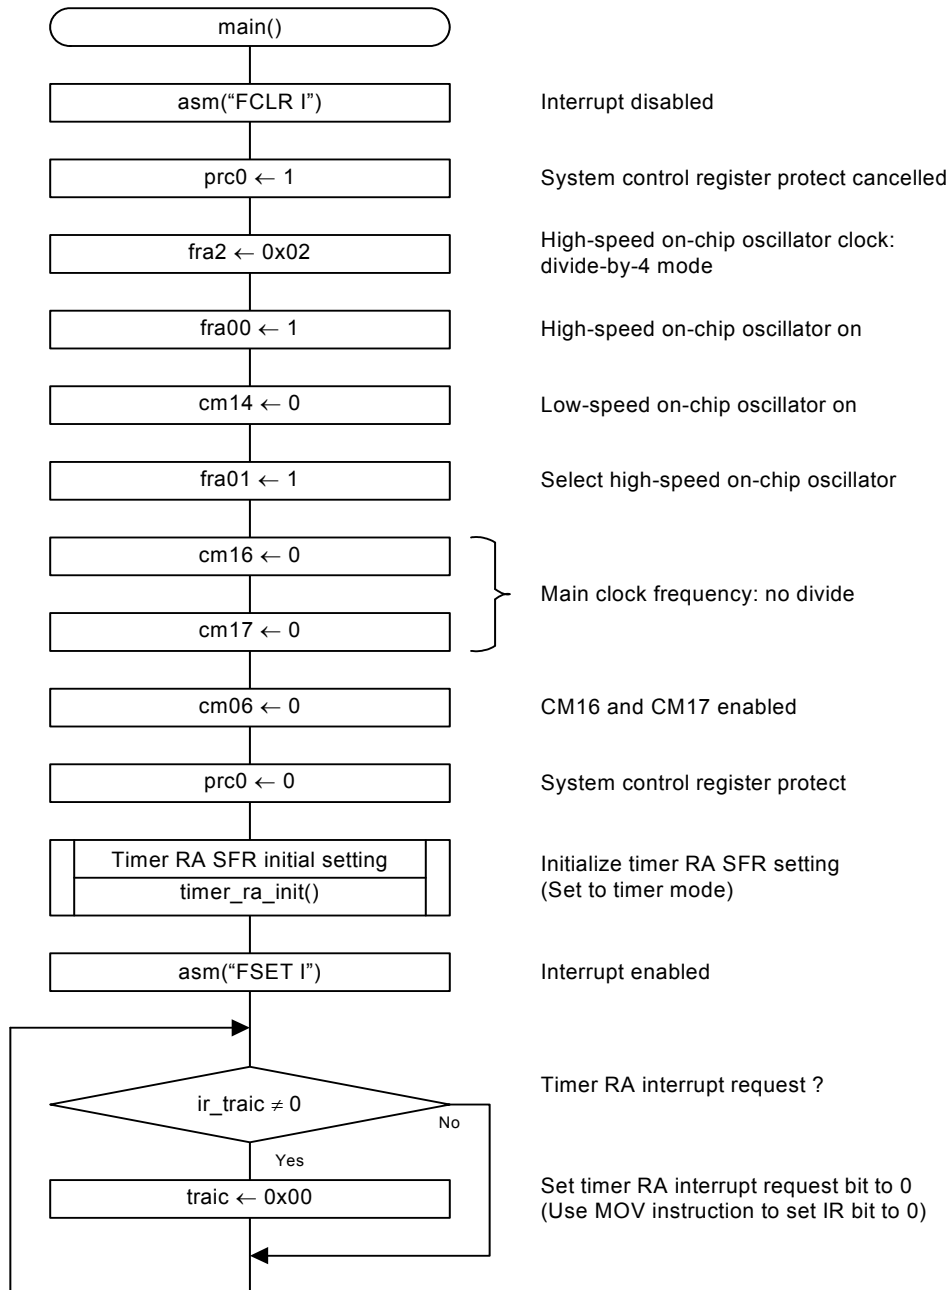 main()
asm(“FCLR I”)
Interrupt disabled
prc0 ← 1
System control register protect cancelled
fra2 ← 0x02
High-speed on-chip oscillator clock:
divide-by-4 mode
fra00 ← 1
High-speed on-chip oscillator on
cm14 ← 0
Low-speed on-chip oscillator on
fra01 ← 1
Select high-speed on-chip oscillator
cm16 ← 0
Main clock frequency: no divide
cm17 ← 0
cm06 ← 0
CM16 and CM17 enabled
prc0 ← 0
System control register protect
Timer RA SFR initial setting
timer_ra_init()
Initialize timer RA SFR setting
(Set to timer mode)
asm(“FSET I”)
Interrupt enabled
Timer RA interrupt request ?
ir_traic ≠ 0
No
Yes
traic ← 0x00
Set timer RA interrupt request bit to 0
(Use MOV instruction to set IR bit to 0)